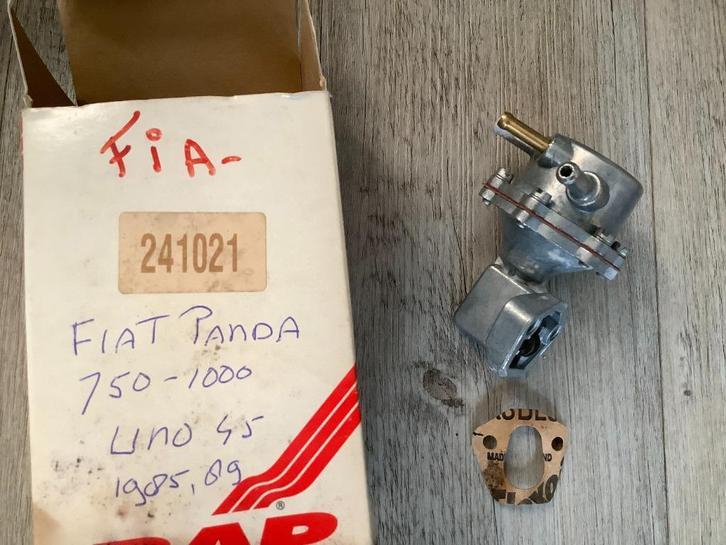 FiA-
241021
FIAT PANDA
750-1000
UNO 45
1985,89
®